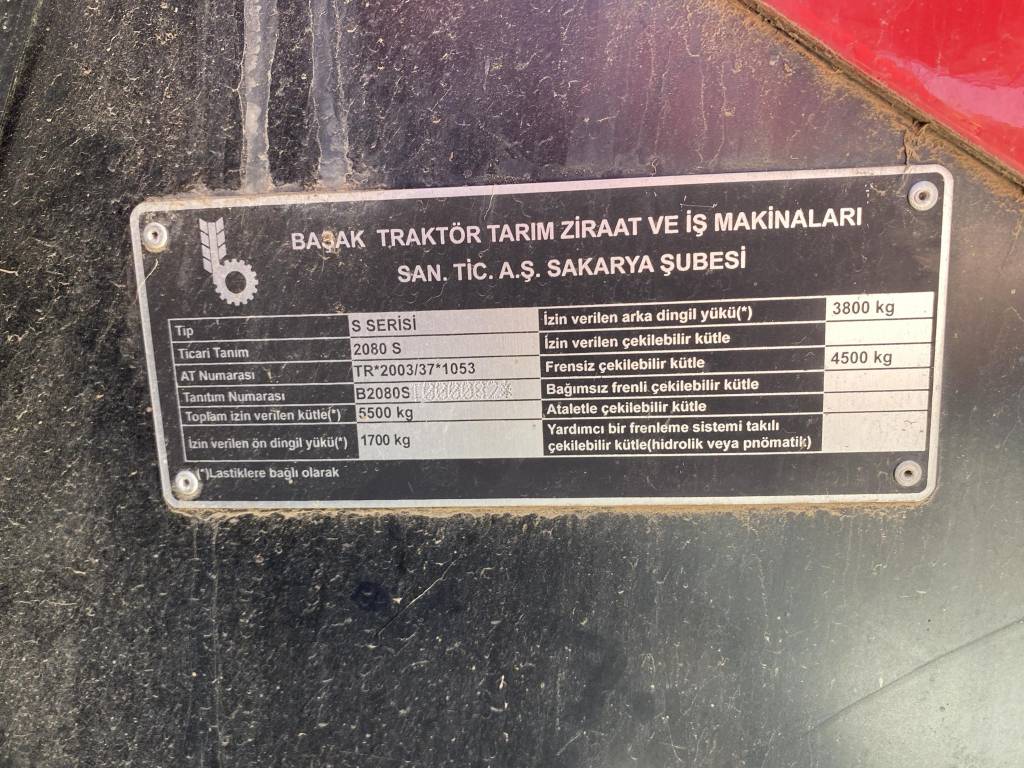 BAŞAK TRAKTÖR TARIM ZİRAAT VE İŞ MAKİNALARI
SAN. TİC. A.Ş. SAKARYA ŞUBESİ
Tip S SERİSİ
Ticari Tanım 2080 S
AT Numarası TR*2003/37*1053
Tanıtım Numarası B2080S
Toplam izin verilen kütle(*) 5500 kg
İzin verilen ön dingil yükü(*) 1700 kg
İzin verilen arka dingil yükü(*) 3800 kg
İzin verilen çekilebilir kütle
Frensiz çekilebilir kütle 4500 kg
Bağımsız frenli çekilebilir kütle
Ataletle çekilebilir kütle
Yardımcı bir frenleme sistemi takılı
çekilebilir kütle(hidrolik veya pnömatik)
(*)Lastiklere bağlı olarak